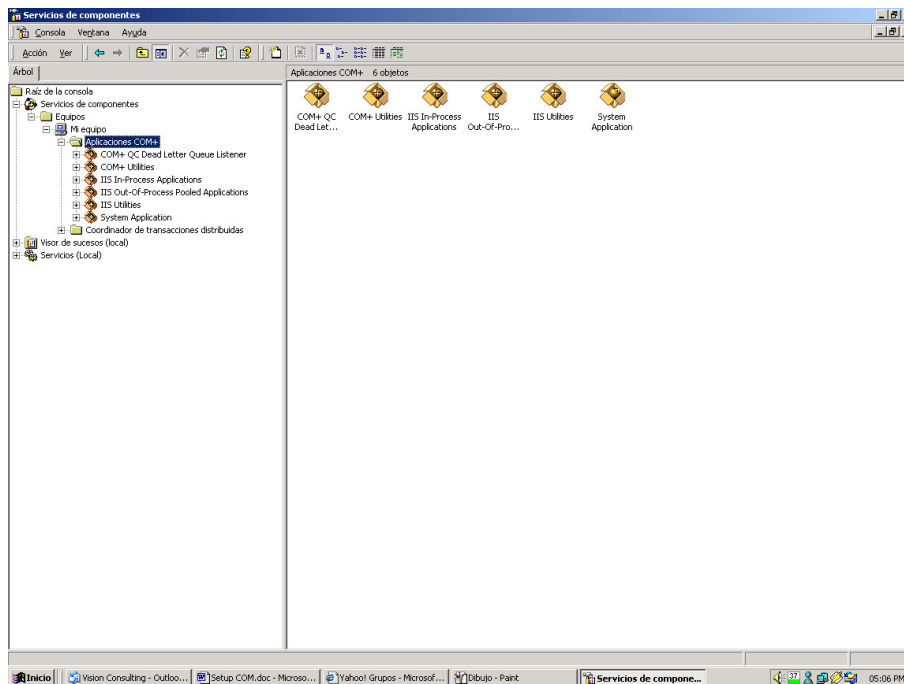 Servicios de componentes
Consola Ventana Ayuda
Acción Ver
Árbol
Aplicaciones COM+ 6 objetos
Raíz de la consola
Servicios de componentes
Equipos
Mi equipo
Aplicaciones COM+
COM+ QC Dead Letter Queue Listener
COM+ Utilities
IIS In-Process Applications
IIS Out-Of-Process Pooled Applications
IIS Utilities
System Application
Coordinador de transacciones distribuidas
Visor de sucesos (local)
Servicios (Local)
COM+ QC Dead Let...
COM+ Utilities
IIS In-Process Applications
IIS Out-Of-Pro...
IIS Utilities
System Application
Inicio
Vision Consulting - Outloo...
Setup COM.doc - Microso...
Yahoo! Grupos - Microsof...
Dibujo - Paint
Servicios de compone...
37
05:06 PM